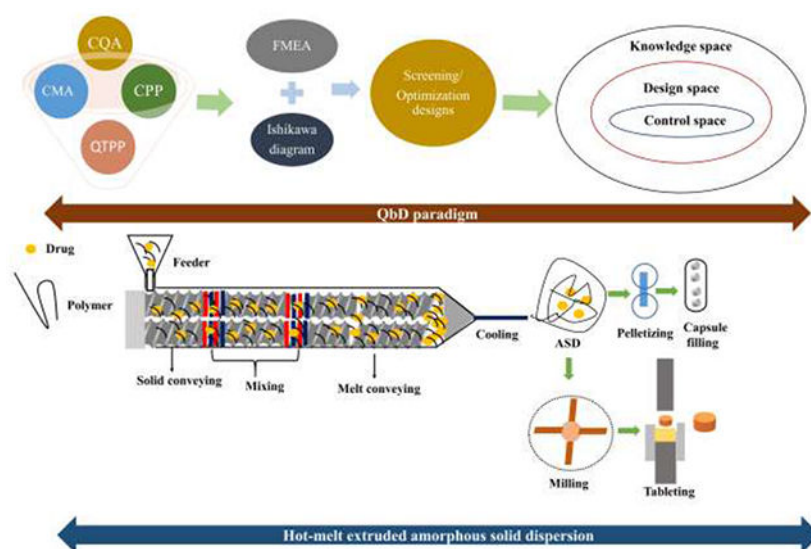 CQA
CMA
CPP
QTPP
FMEA
Ishikawa
diagram
Screening/
Optimization
designs
Knowledge space
Design space
Control space
QbD paradigm
Drug
Polymer
Feeder
Solid conveying
Mixing
Melt conveying
Cooling
ASD
Pelletizing
Capsule
filling
Milling
Tableting
Hot-melt extruded amorphous solid dispersion